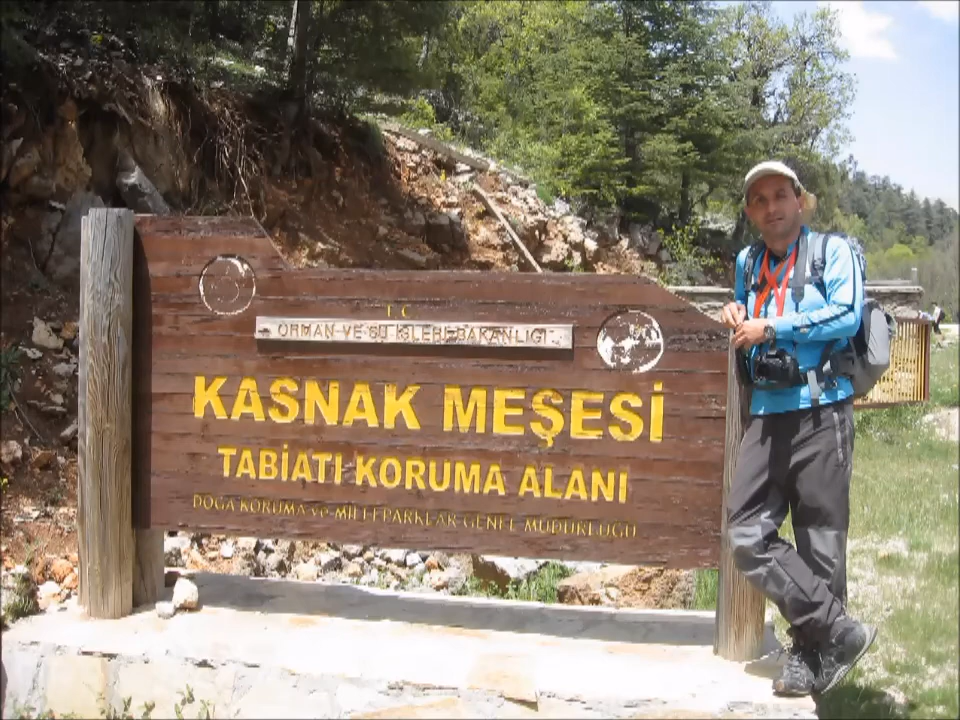 T.C.
ORMAN VE SU İŞLERİ BAKANLIĞI
KASNAK MEŞESİ
TABİATI KORUMA ALANI
DOĞA KORUMA ve MİLLİ PARKLAR GENEL MÜDÜRLÜĞÜ